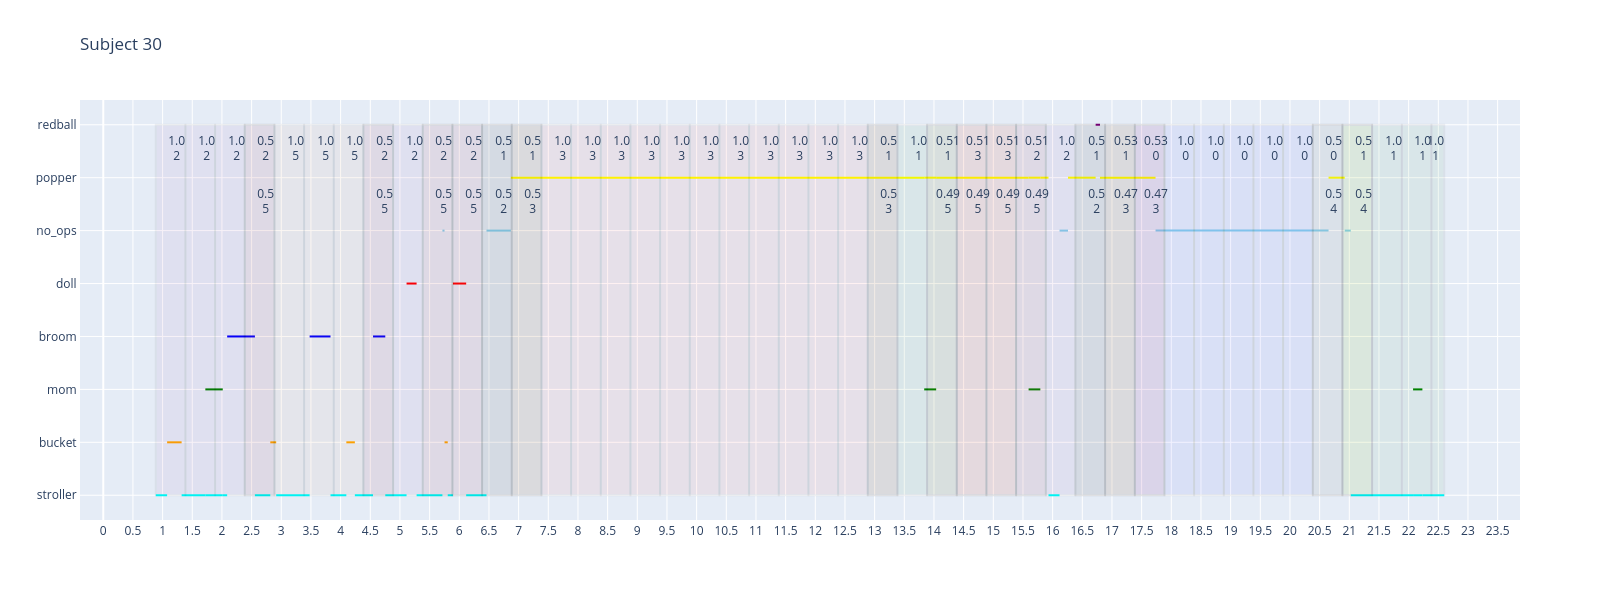 Subject 30
redball
1.0 1.0 1.0 0.5 1.0 1.0 1.0 0.5 1.0 0.5 0.5 0.5 0.5 1.0 1.0 1.0 1.0 1.0 1.0 1.0 1.0 1.0 1.0 1.0 0.5 1.0 0.51 0.51 0.51 0.51 1.0 0.5 0.53 0.53 1.0 1.0 1.0 1.0 1.0 0.5 0.5 1.0 1.0 1.0
2 2 2 2 5 5 5 2 2 2 2 1 1 3 3 3 3 3 3 3 3 3 3 3 1 1 1 3 3 2 2 1 1 0 0 0 0 0 0 0 1 1 1 1
popper
0.5 0.5 0.5 0.5 0.5 0.5 0.5 0.49 0.49 0.49 0.49 0.5 0.47 0.47 0.5 0.5
5 5 5 5 2 3 3 5 5 5 5 2 3 3 4 4
no_ops
doll
broom
mom
bucket
stroller
0 0.5 1 1.5 2 2.5 3 3.5 4 4.5 5 5.5 6 6.5 7 7.5 8 8.5 9 9.5 10 10.5 11 11.5 12 12.5 13 13.5 14 14.5 15 15.5 16 16.5 17 17.5 18 18.5 19 19.5 20 20.5 21 21.5 22 22.5 23 23.5